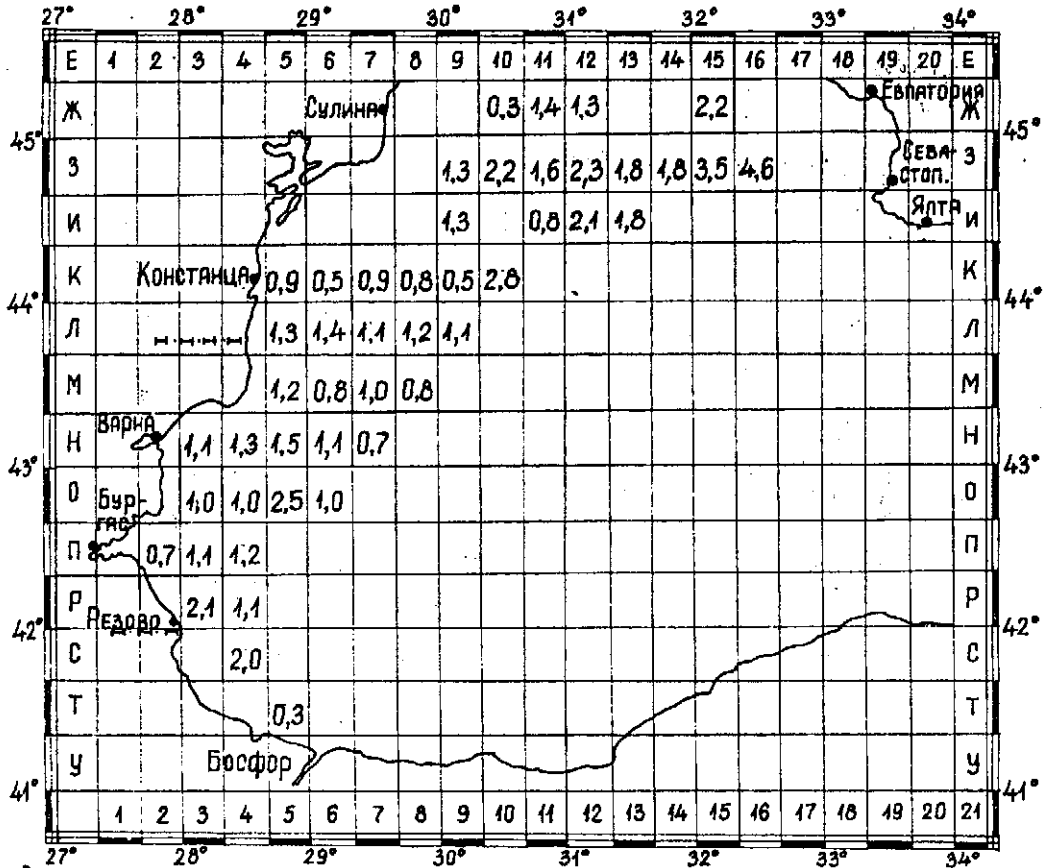 27° 28° 29° 30° 31° 32° 33° 34°
Е 1 2 3 4 5 6 7 8 9 10 11 12 13 14 15 16 17 18 19 20 Е
Ж Сулина 0,3 1,4 1,3 2,2 Евпатория Ж
45° 45°
З 1,3 2,2 1,6 2,3 1,8 1,8 3,5 4,6 Сева- З
стоп.
И 1,3 0,8 2,1 1,8 Ялта И
К Констанца 0,9 0,5 0,9 0,8 0,5 2,8 К
44° 44°
Л 1,3 1,4 1,1 1,2 1,1 Л
М 1,2 0,8 1,0 0,8 М
Варна
Н 1,1 1,3 1,5 1,1 0,7 Н
43° 43°
О Бур- 1,0 1,0 2,5 1,0 О
гас
П 0,7 1,1 1,2 П
Р Резово 2,1 1,1 Р
42° 42°
С 2,0 С
Т 0,3 Т
У Босфор У
41° 41°
1 2 3 4 5 6 7 8 9 10 11 12 13 14 15 16 17 18 19 20 21
27° 28° 29° 30° 31° 32° 33° 34°